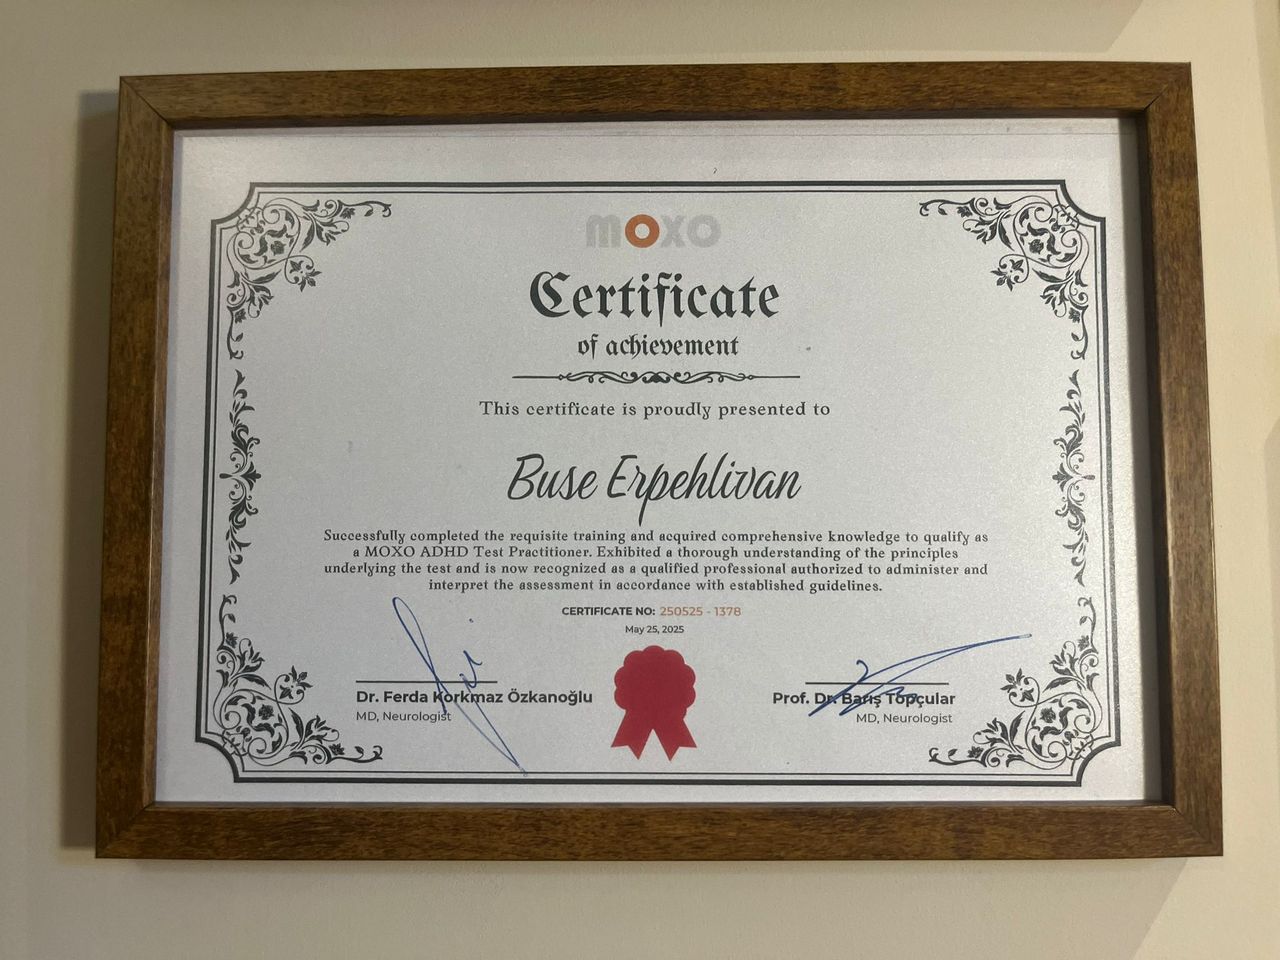 moxo
Certificate
of achievement
This certificate is proudly presented to
Buse Erpehlivan
Successfully completed the requisite training and acquired comprehensive knowledge to qualify as
a MOXO ADHD Test Practitioner. Exhibited a thorough understanding of the principles
underlying the test and is now recognized as a qualified professional authorized to administer and
interpret the assessment in accordance with established guidelines.
CERTIFICATE NO: 250525 - 1378
May 25, 2025
Dr. Ferda Korkmaz Özkanoğlu
MD, Neurologist
Prof. Dr. Barış Topçular
MD, Neurologist